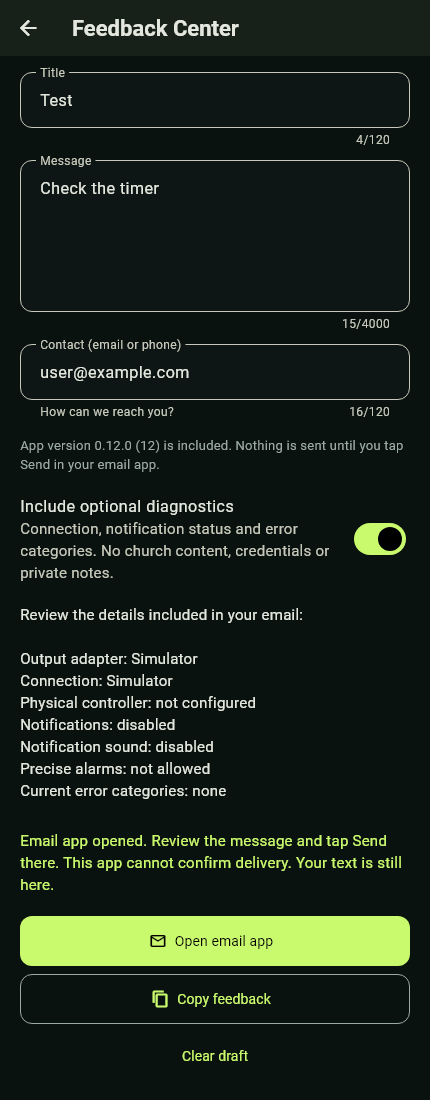 Feedback Center
Title
Test
4/120
Message
Check the timer
15/4000
Contact (email or phone)
user@example.com
How can we reach you? 16/120
App version 0.12.0 (12) is included. Nothing is sent until you tap
Send in your email app.
Include optional diagnostics
Connection, notification status and error
categories. No church content, credentials or
private notes.
Review the details included in your email:
Output adapter: Simulator
Connection: Simulator
Physical controller: not configured
Notifications: disabled
Notification sound: disabled
Precise alarms: not allowed
Current error categories: none
Email app opened. Review the message and tap Send
there. This app cannot confirm delivery. Your text is still
here.
Open email app
Copy feedback
Clear draft